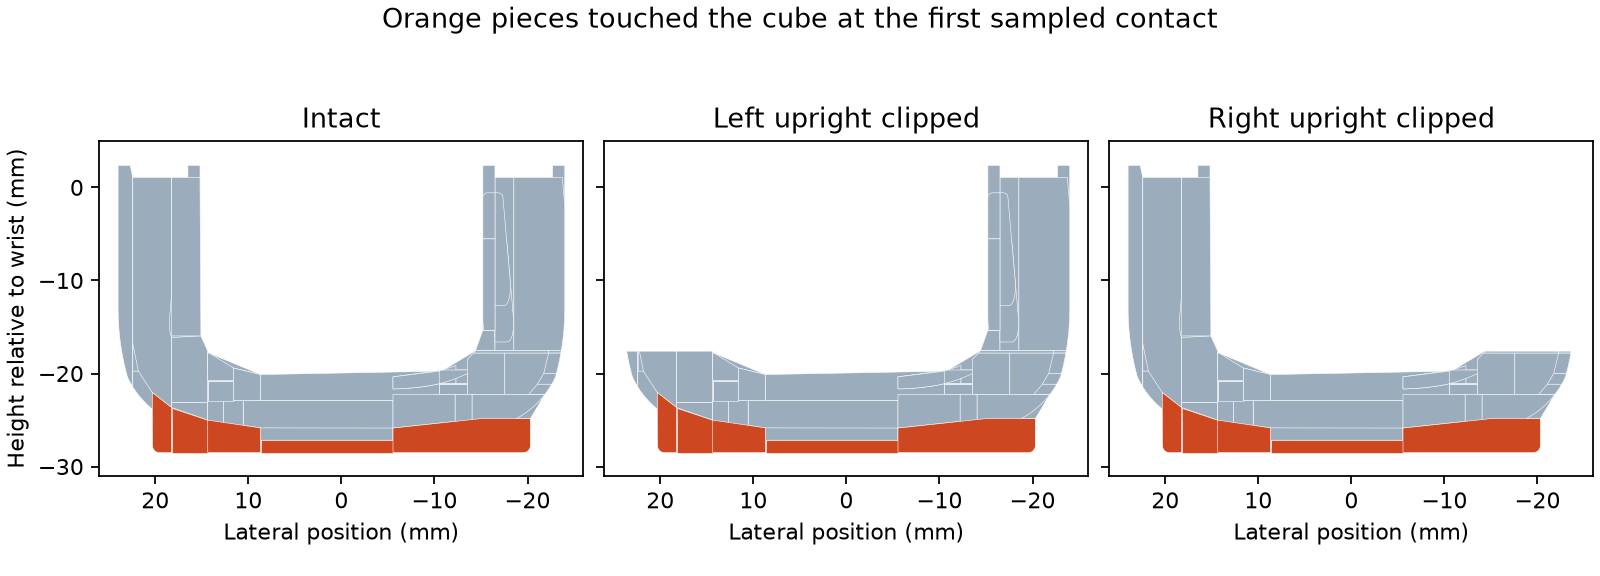 Orange pieces touched the cube at the first sampled contact
Intact
Left upright clipped
Right upright clipped
Height relative to wrist (mm)
0
−10
−20
−30
20 10 0 −10 −20
20 10 0 −10 −20
20 10 0 −10 −20
Lateral position (mm)
Lateral position (mm)
Lateral position (mm)